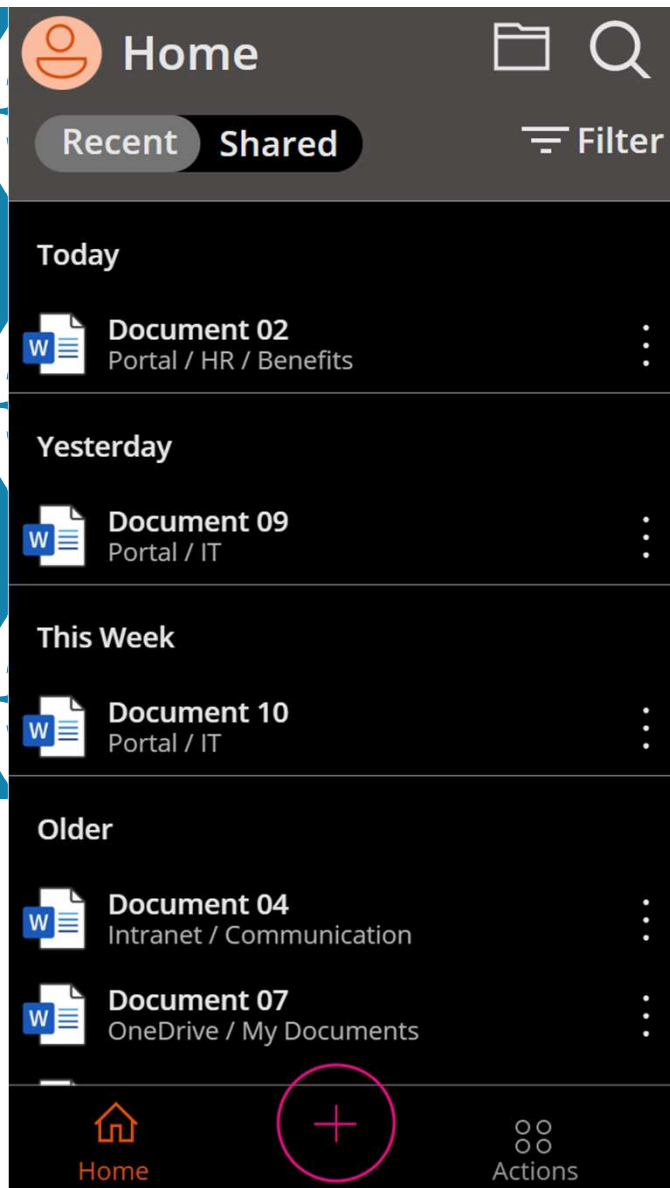 Home
Recent Shared Filter
Today
W Document 02
Portal / HR / Benefits
Yesterday
W Document 09
Portal / IT
This Week
W Document 10
Portal / IT
Older
W Document 04
Intranet / Communication
W Document 07
OneDrive / My Documents
Home Actions